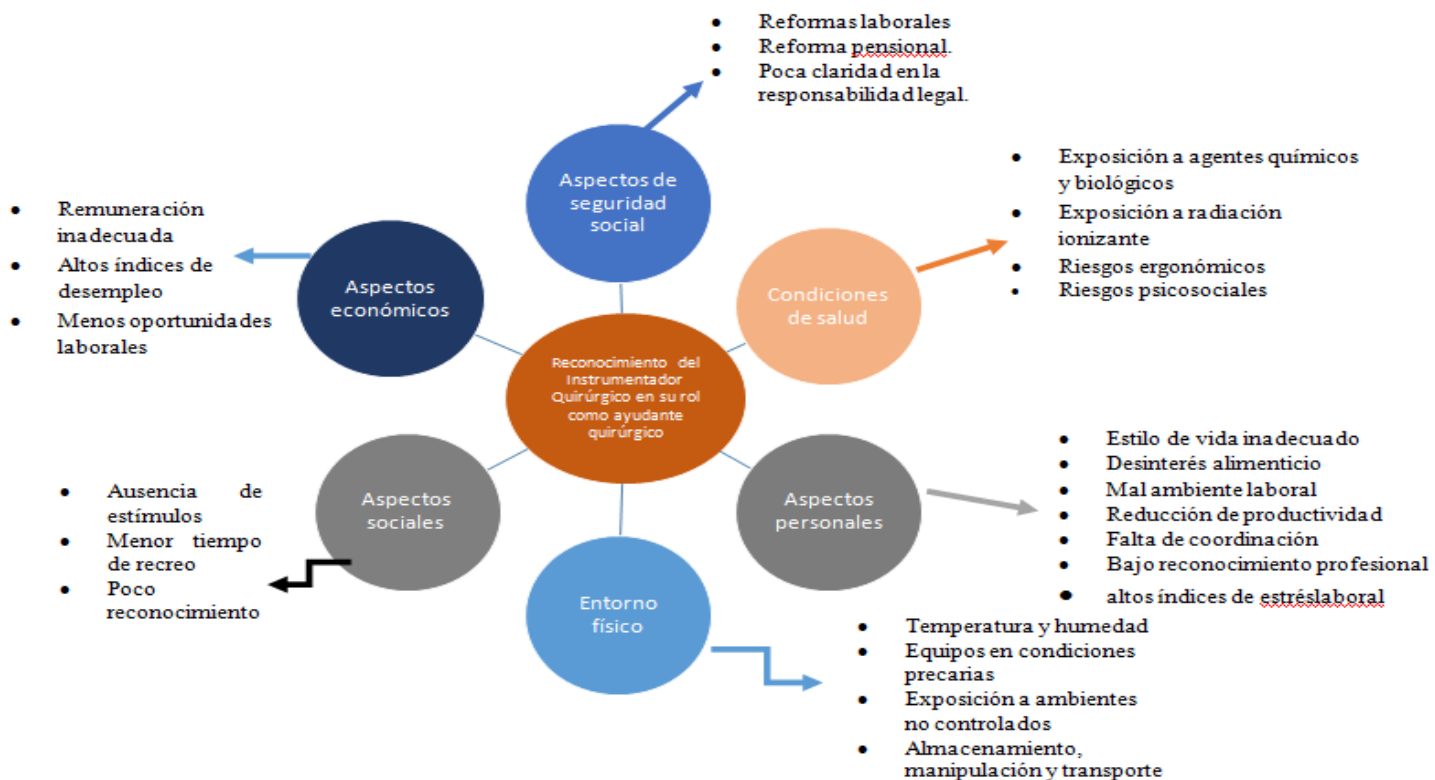 • Reformas laborales
• Reforma pensional.
• Poca claridad en la
responsabilidad legal.
Aspectos de
seguridad
social
• Exposición a agentes químicos
y biológicos
• Exposición a radiación
ionizante
• Riesgos ergonómicos
• Riesgos psicosociales
Condiciones
de salud
• Remuneración
inadecuada
• Altos índices de
desempleo
• Menos oportunidades
laborales
Aspectos
económicos
Reconocimiento del
Instrumentador
Quirúrgico en su rol
como ayudante
quirúrgico
• Ausencia de
estímulos
• Menor tiempo
de recreo
• Poco
reconocimiento
Aspectos
sociales
Aspectos
personales
• Estilo de vida inadecuado
• Desinterés alimenticio
• Mal ambiente laboral
• Reducción de productividad
• Falta de coordinación
• Bajo reconocimiento profesional
• altos índices de estréslaboral
Entorno
físico
• Temperatura y humedad
• Equipos en condiciones
precarias
• Exposición a ambientes
no controlados
• Almacenamiento,
manipulación y transporte